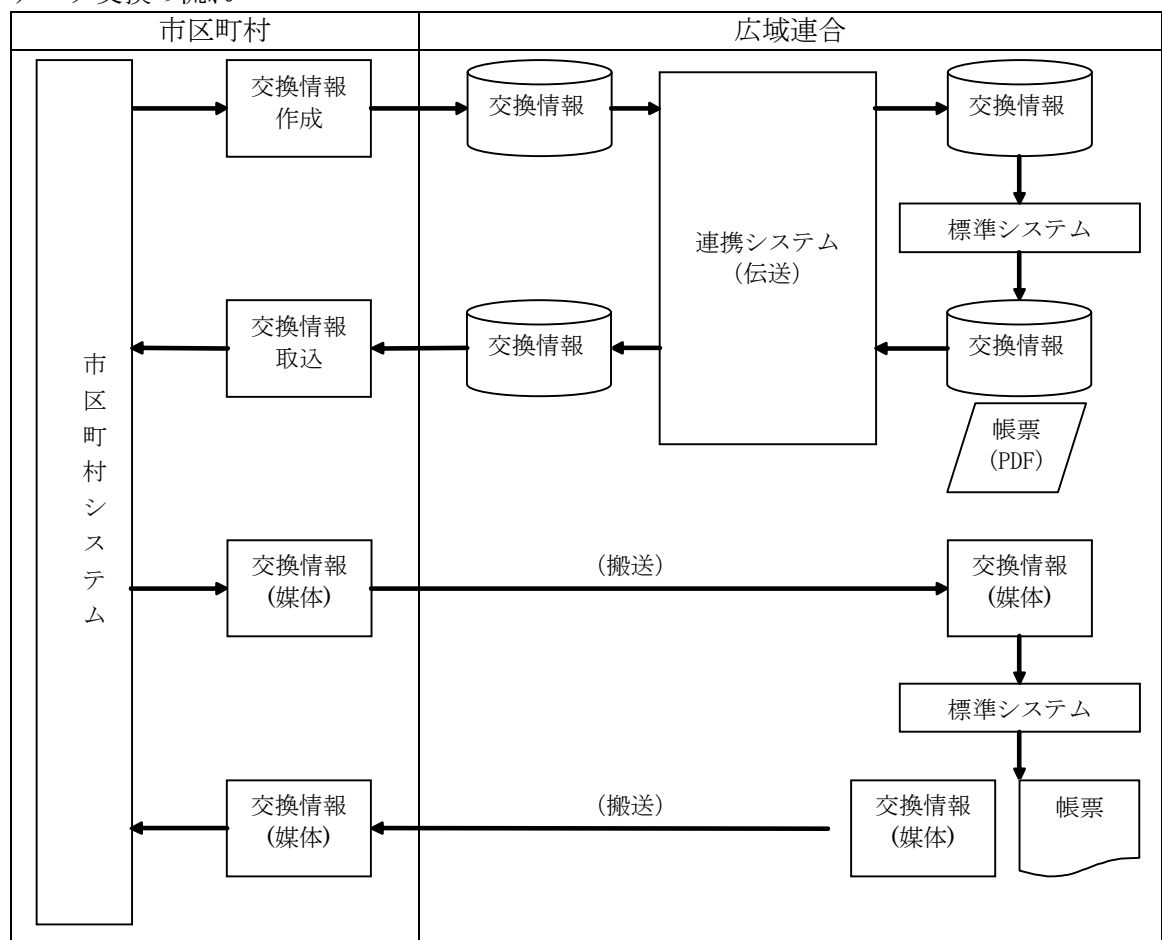 市区町村
広域連合
交換情報
作成
交換情報
交換情報
標準システム
連携システム
(伝送)
交換情報
取込
交換情報
交換情報
帳票
(PDF)
市区町村システム
交換情報
(媒体)
(搬送)
交換情報
(媒体)
標準システム
交換情報
(媒体)
(搬送)
交換情報
(媒体)
帳票